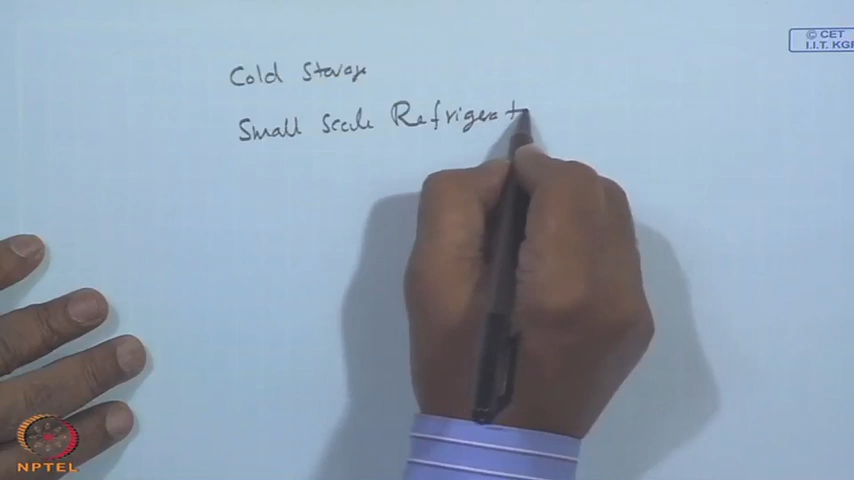 © CET
I.I.T. KGP
Cold Storage
Small Scale Refrigerat
NPTEL